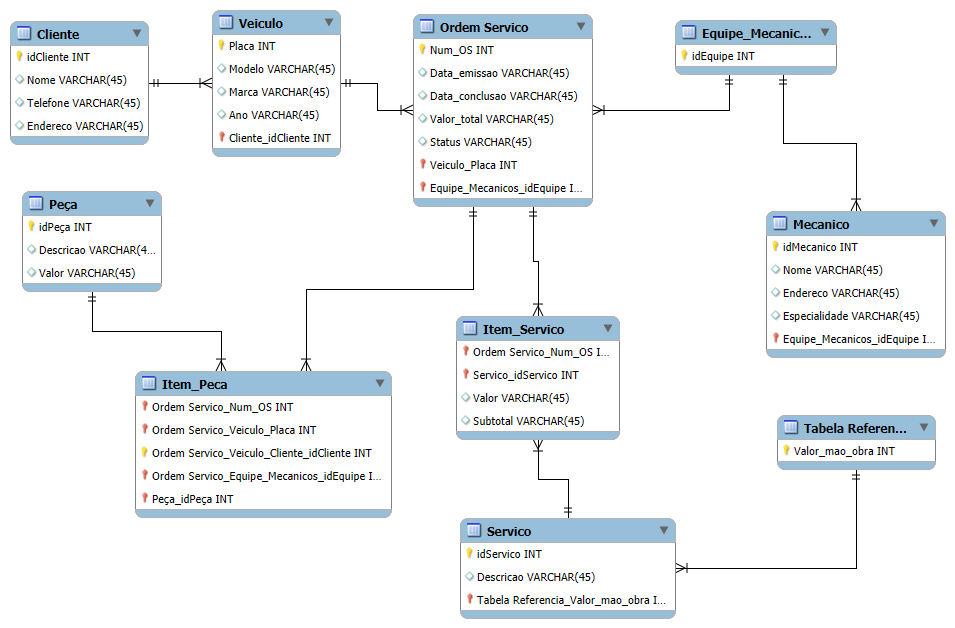 Cliente
idCliente INT
Nome VARCHAR(45)
Telefone VARCHAR(45)
Endereco VARCHAR(45)
Veiculo
Placa INT
Modelo VARCHAR(45)
Marca VARCHAR(45)
Ano VARCHAR(45)
Cliente_idCliente INT
Ordem Servico
Num_OS INT
Data_emissao VARCHAR(45)
Data_conclusao VARCHAR(45)
Valor_total VARCHAR(45)
Status VARCHAR(45)
Veiculo_Placa INT
Equipe_Mecanicos_idEquipe I...
Equipe_Mecanic...
idEquipe INT
Peça
idPeça INT
Descricao VARCHAR(4...
Valor VARCHAR(45)
Mecanico
idMecanico INT
Nome VARCHAR(45)
Endereco VARCHAR(45)
Especialidade VARCHAR(45)
Equipe_Mecanicos_idEquipe I...
Item_Servico
Ordem Servico_Num_OS I...
Servico_idServico INT
Valor VARCHAR(45)
Subtotal VARCHAR(45)
Item_Peca
Ordem Servico_Num_OS INT
Ordem Servico_Veiculo_Placa INT
Ordem Servico_Veiculo_Cliente_idCliente INT
Ordem Servico_Equipe_Mecanicos_idEquipe I...
Peça_idPeça INT
Tabela Referen...
Valor_mao_obra INT
Servico
idServico INT
Descricao VARCHAR(45)
Tabela Referencia_Valor_mao_obra I...